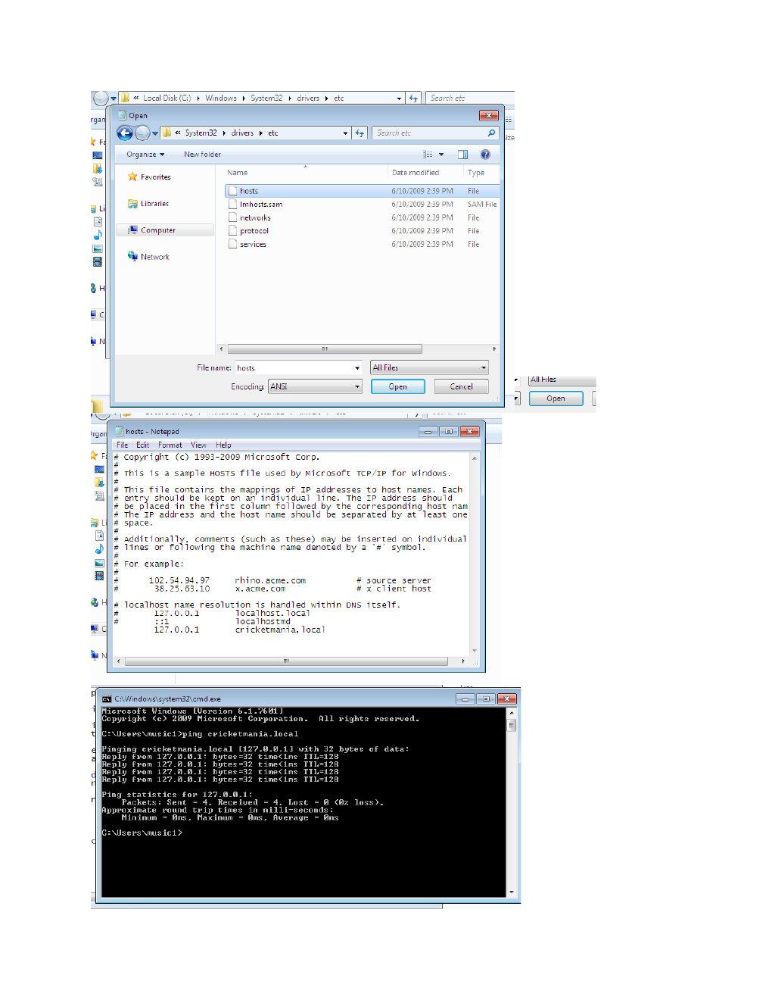 « Local Disk (C:) Windows System32 drivers etc Search etc
Open
« System32 drivers etc Search etc
Organize New folder
Name Date modified Type
Favorites
hosts 6/10/2009 2:39 PM File
lmhosts.sam 6/10/2009 2:39 PM SAM File
Libraries
networks 6/10/2009 2:39 PM File
Computer
protocol 6/10/2009 2:39 PM File
services 6/10/2009 2:39 PM File
Network
File name: hosts All Files
Encoding: ANSI Open Cancel
All Files
Open
hosts - Notepad
File Edit Format View Help
# Copyright (c) 1993-2009 Microsoft Corp.
#
# This is a sample HOSTS file used by Microsoft TCP/IP for Windows.
#
# This file contains the mappings of IP addresses to host names. Each
# entry should be kept on an individual line. The IP address should
# be placed in the first column followed by the corresponding host nam
# The IP address and the host name should be separated by at least one
# space.
#
# Additionally, comments (such as these) may be inserted on individual
# lines or following the machine name denoted by a '#' symbol.
#
# For example:
#
# 102.54.94.97 rhino.acme.com # source server
# 38.25.63.10 x.acme.com # x client host
# localhost name resolution is handled within DNS itself.
# 127.0.0.1 localhost.local
# ::1 localhostmd
127.0.0.1 cricketmania.local
C:\Windows\system32\cmd.exe
Microsoft Windows [Version 6.1.7601]
Copyright (c) 2009 Microsoft Corporation. All rights reserved.
C:\Users\music1>ping cricketmania.local
Pinging cricketmania.local [127.0.0.1] with 32 bytes of data:
Reply from 127.0.0.1: bytes=32 time<1ms TTL=128
Reply from 127.0.0.1: bytes=32 time<1ms TTL=128
Reply from 127.0.0.1: bytes=32 time<1ms TTL=128
Reply from 127.0.0.1: bytes=32 time<1ms TTL=128
Ping statistics for 127.0.0.1:
Packets: Sent = 4, Received = 4, Lost = 0 (0% loss),
Approximate round trip times in milli-seconds:
Minimum = 0ms, Maximum = 0ms, Average = 0ms
C:\Users\music1>